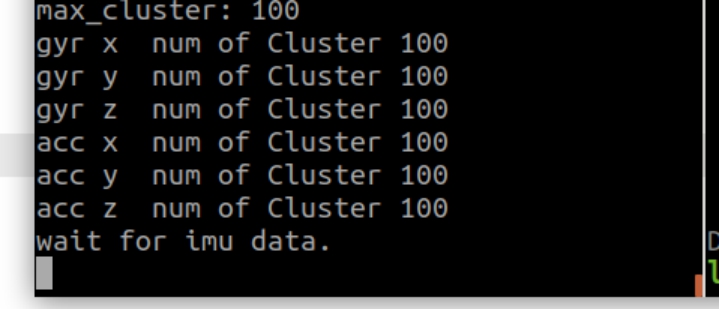 max_cluster: 100
gyr x  num of Cluster 100
gyr y  num of Cluster 100
gyr z  num of Cluster 100
acc x  num of Cluster 100
acc y  num of Cluster 100
acc z  num of Cluster 100
wait for imu data.